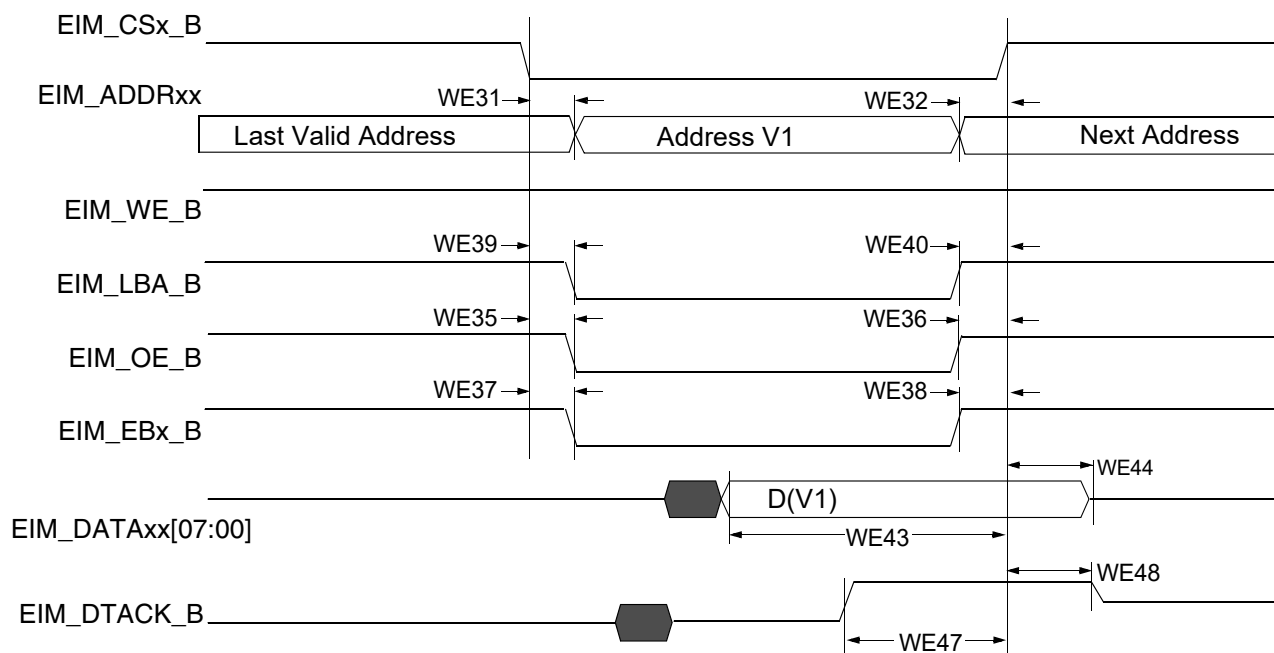 EIM_CSx_B
EIM_ADDRxx
WE31
WE32
Last Valid Address
Address V1
Next Address
EIM_WE_B
WE39
WE40
EIM_LBA_B
WE35
WE36
EIM_OE_B
WE37
WE38
EIM_EBx_B
WE44
D(V1)
EIM_DATAxx[07:00]
WE43
WE48
EIM_DTACK_B
WE47